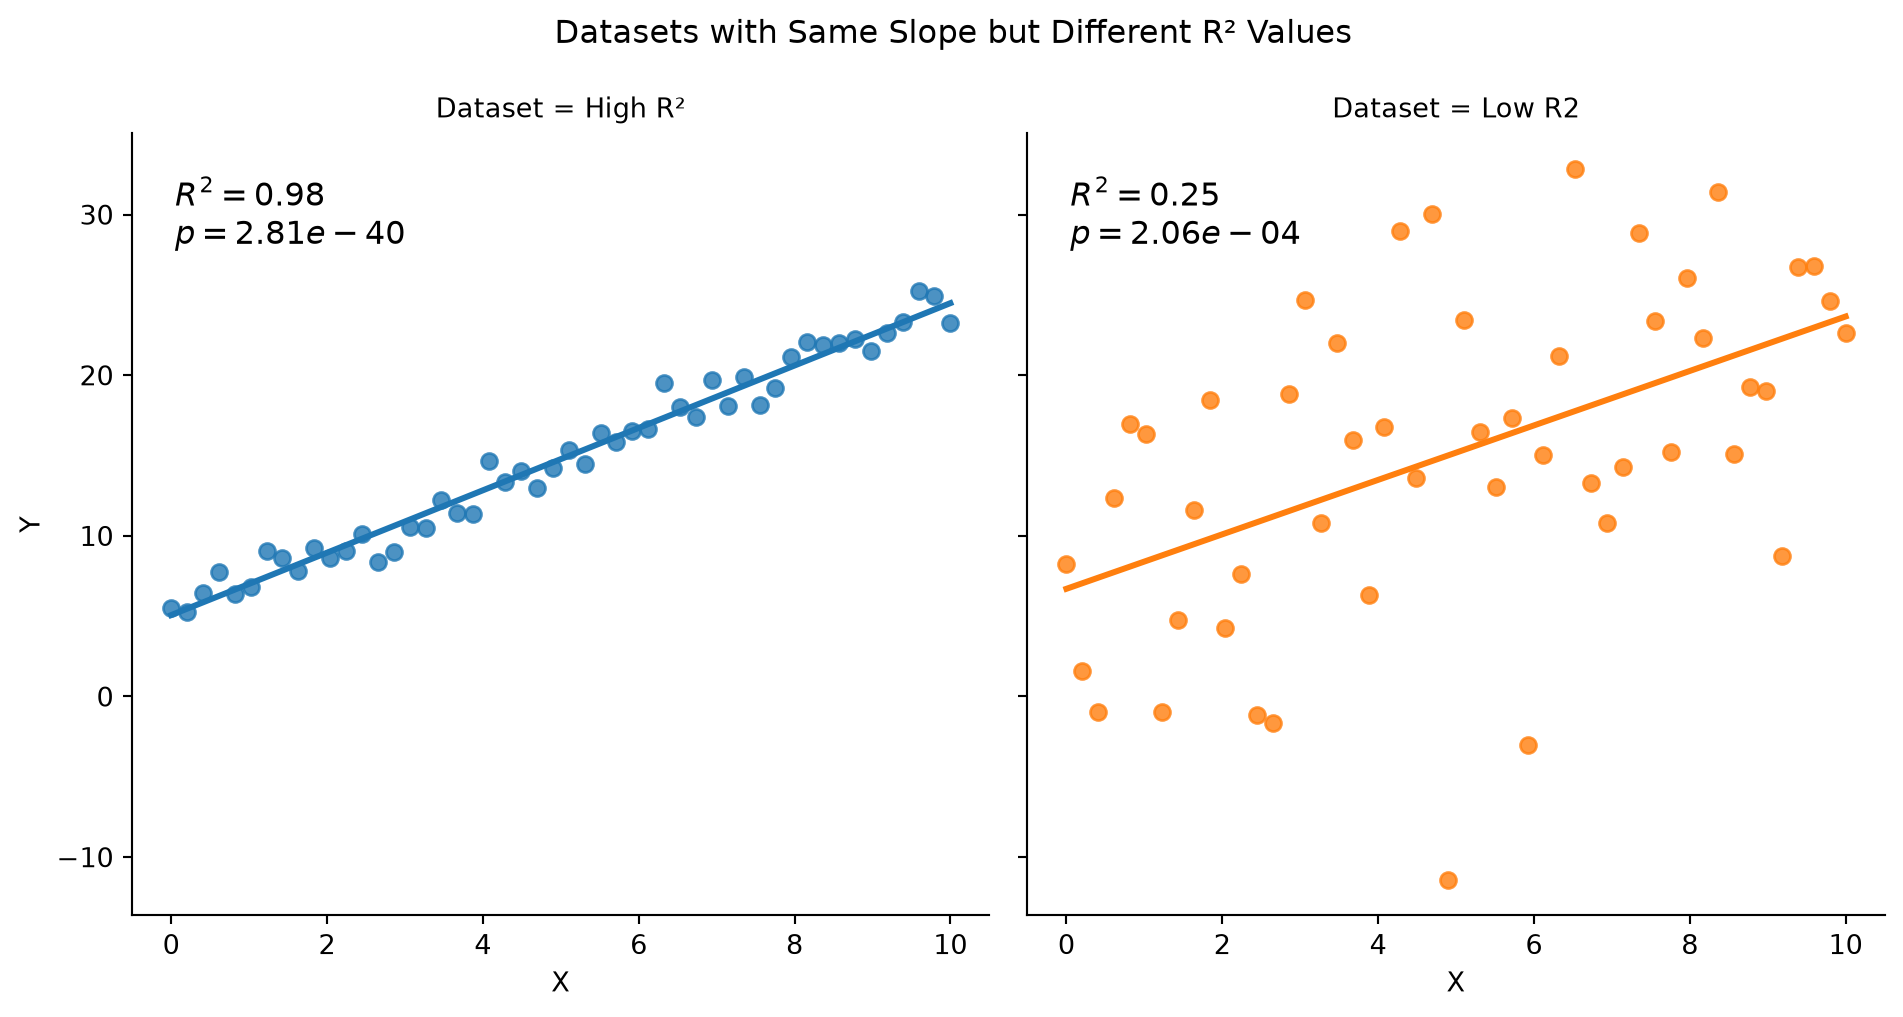 Datasets with Same Slope but Different R² Values
Dataset = High R²
Dataset = Low R2
R² = 0.98
p = 2.81e − 40
R² = 0.25
p = 2.06e − 04
30
20
10
0
−10
Y
0 2 4 6 8 10
0 2 4 6 8 10
X
X